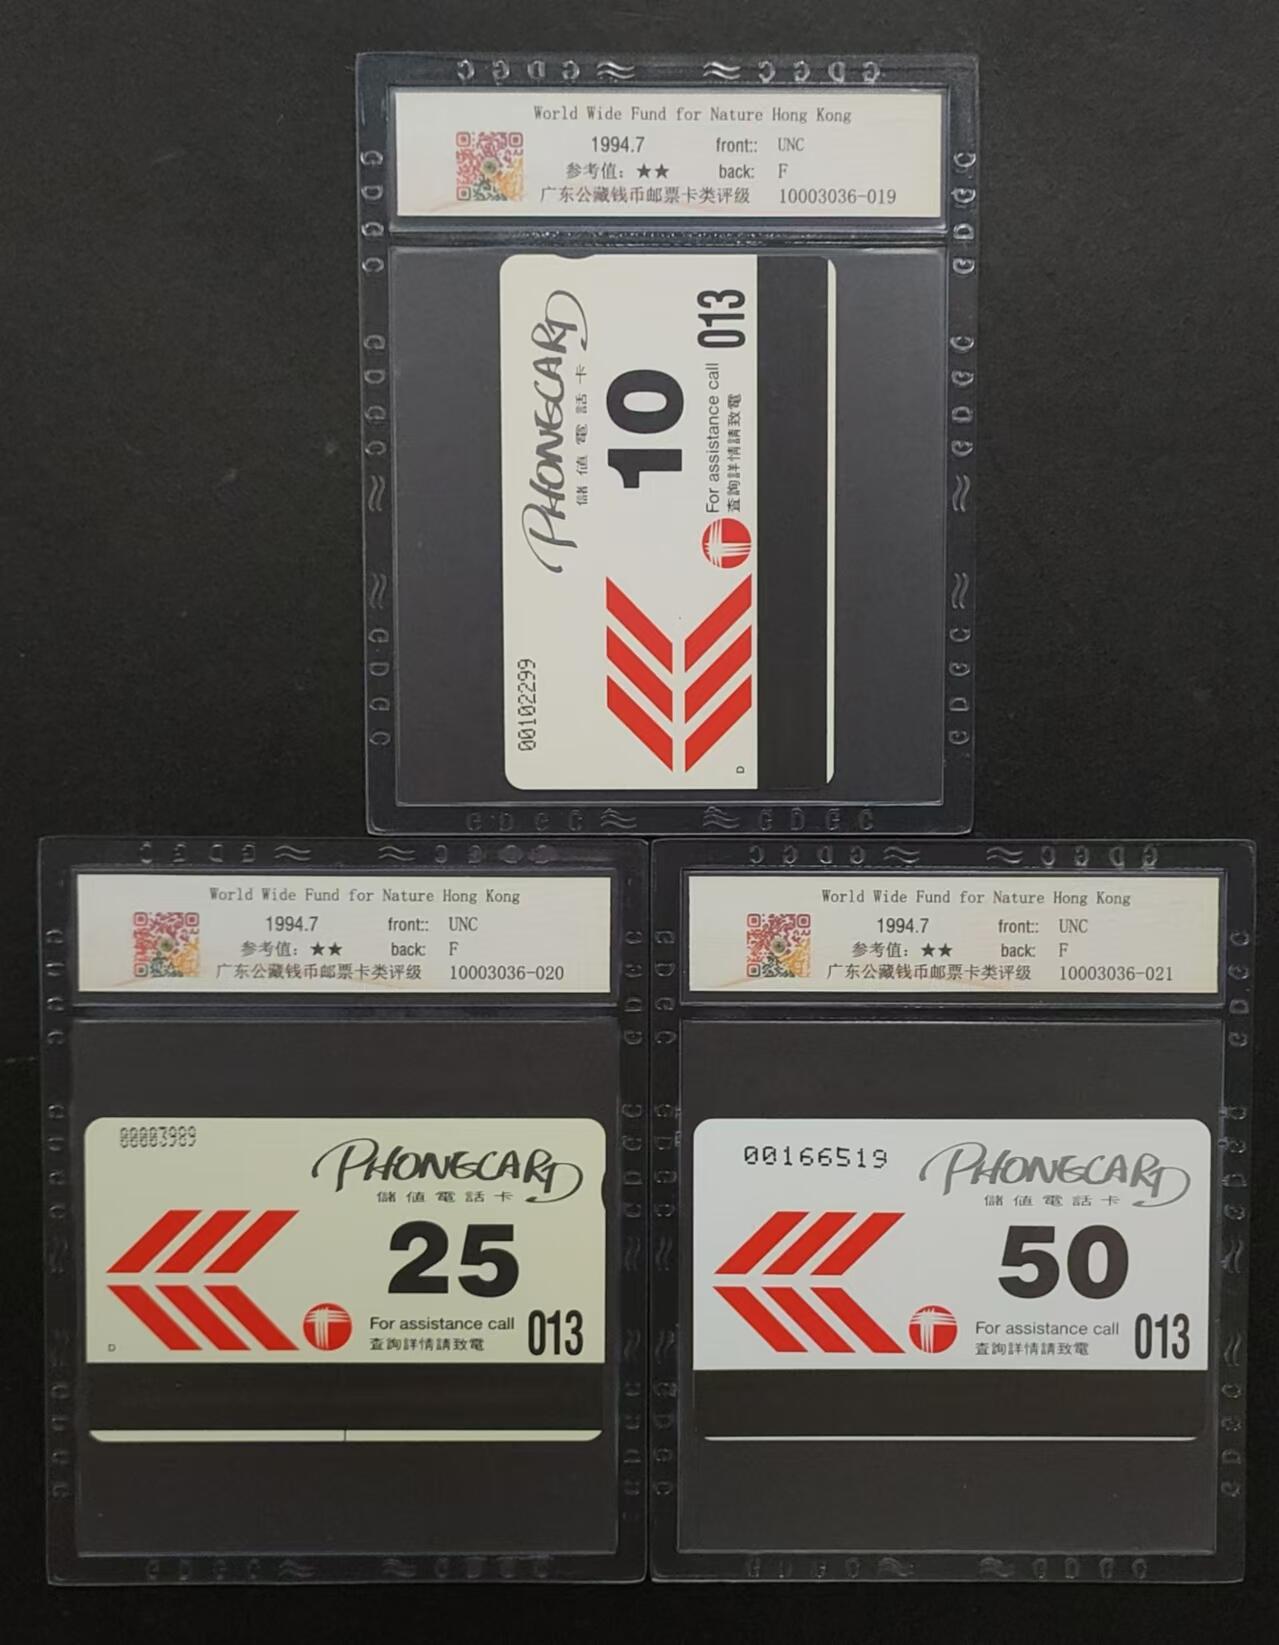 World Wide Fund for Nature Hong Kong
1994.7 front:: UNC
参考值：★★ back: F
广东公藏钱币邮票卡类评级 10003036-019
PHONECARD
儲值電話卡
10
For assistance call
查詢詳情請致電
013
00102299
D
World Wide Fund for Nature Hong Kong
1994.7 front:: UNC
参考值：★★ back: F
广东公藏钱币邮票卡类评级 10003036-020
00003989
PHONECARD
儲值電話卡
25
For assistance call
查詢詳情請致電
013
D
World Wide Fund for Nature Hong Kong
1994.7 front:: UNC
参考值：★★ back: F
广东公藏钱币邮票卡类评级 10003036-021
00166519
PHONECARD
儲值電話卡
50
For assistance call
查詢詳情請致電
013